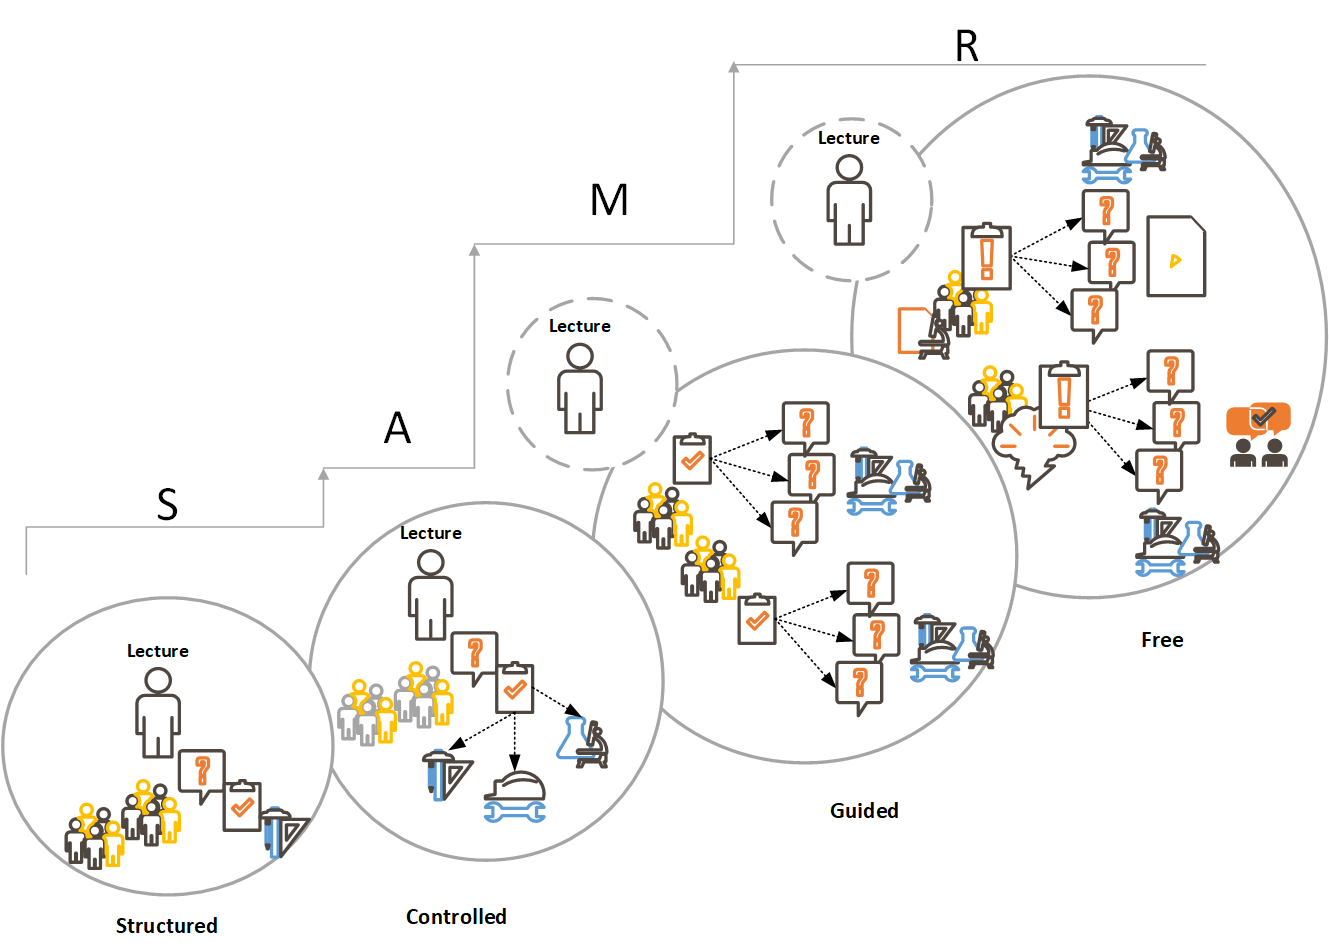 R
Lecture
M
Lecture
A
S
Lecture
Free
Lecture
Guided
Controlled
Structured